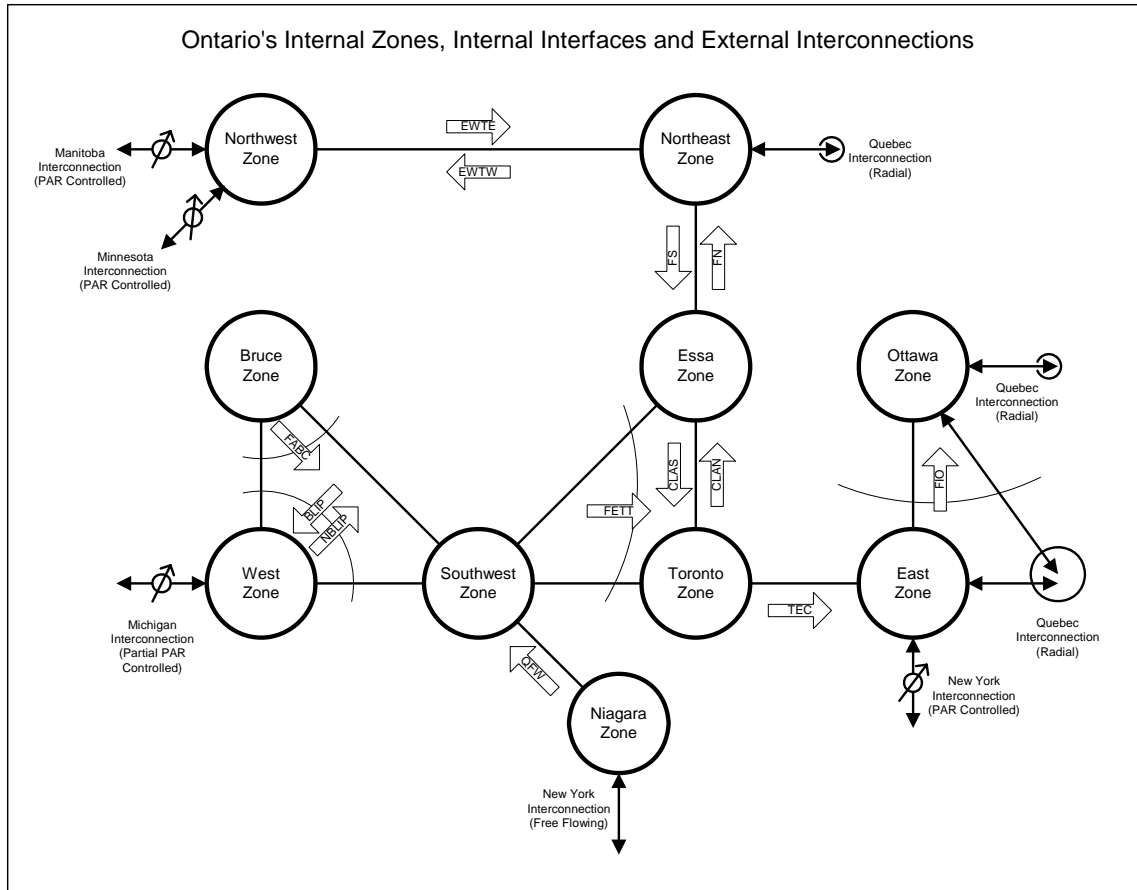 Ontario's Internal Zones, Internal Interfaces and External Interconnections
Northwest
Zone
EWTE
EWTW
Northeast
Zone
Manitoba
Interconnection
(PAR Controlled)
Quebec
Interconnection
(Radial)
Minnesota
Interconnection
(PAR Controlled)
FS
FN
Bruce
Zone
Essa
Zone
Ottawa
Zone
Quebec
Interconnection
(Radial)
FABC
CLAS
CLAN
FIO
BLIP
NBLIP
FETT
West
Zone
Southwest
Zone
Toronto
Zone
East
Zone
TEC
Michigan
Interconnection
(Partial PAR
Controlled)
Quebec
Interconnection
(Radial)
QFW
Niagara
Zone
New York
Interconnection
(PAR Controlled)
New York
Interconnection
(Free Flowing)